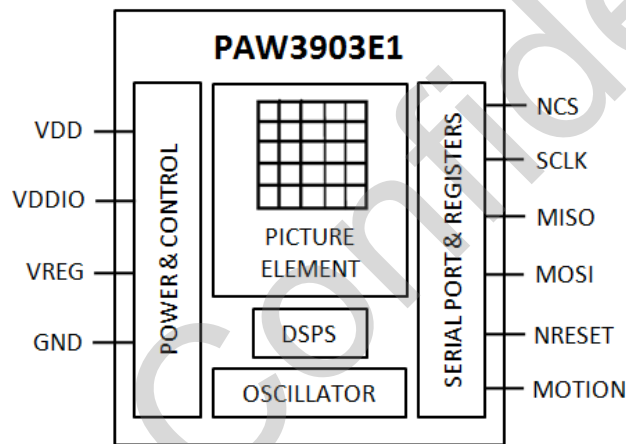 PAW3903E1
VDD
VDDIO
VREG
GND
POWER & CONTROL
PICTURE
ELEMENT
DSPS
OSCILLATOR
SERIAL PORT & REGISTERS
NCS
SCLK
MISO
MOSI
NRESET
MOTION
Confide